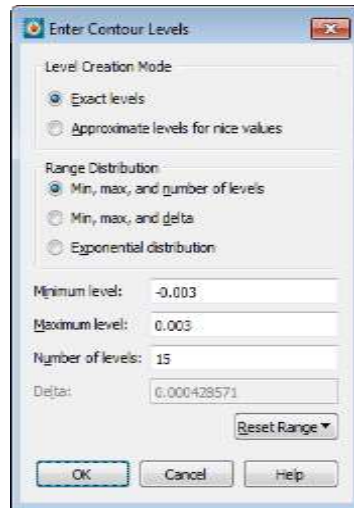 Enter Contour Levels
Level Creation Mode
Exact levels
Approximate levels for nice values
Range Distribution
Min, max, and number of levels
Min, max, and delta
Exponential distribution
Minimum level: -0.003
Maximum level: 0.003
Number of levels: 15
Delta: 0.000428571
Reset Range
OK Cancel Help